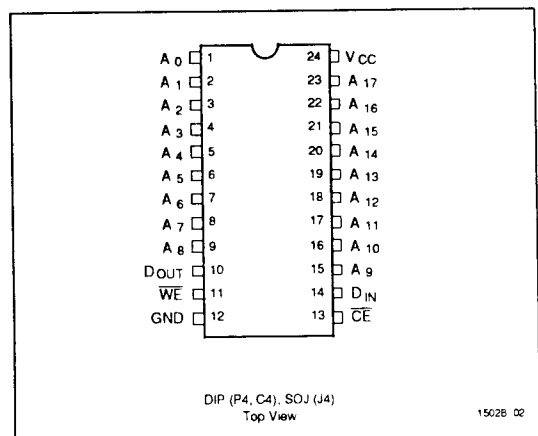 A0 1 24 VCC
A1 2 23 A17
A2 3 22 A16
A3 4 21 A15
A4 5 20 A14
A5 6 19 A13
A6 7 18 A12
A7 8 17 A11
A8 9 16 A10
DOUT 10 15 A9
WE 11 14 DIN
GND 12 13 CE
DIP (P4, C4), SOJ (J4)
Top View
1502B 02